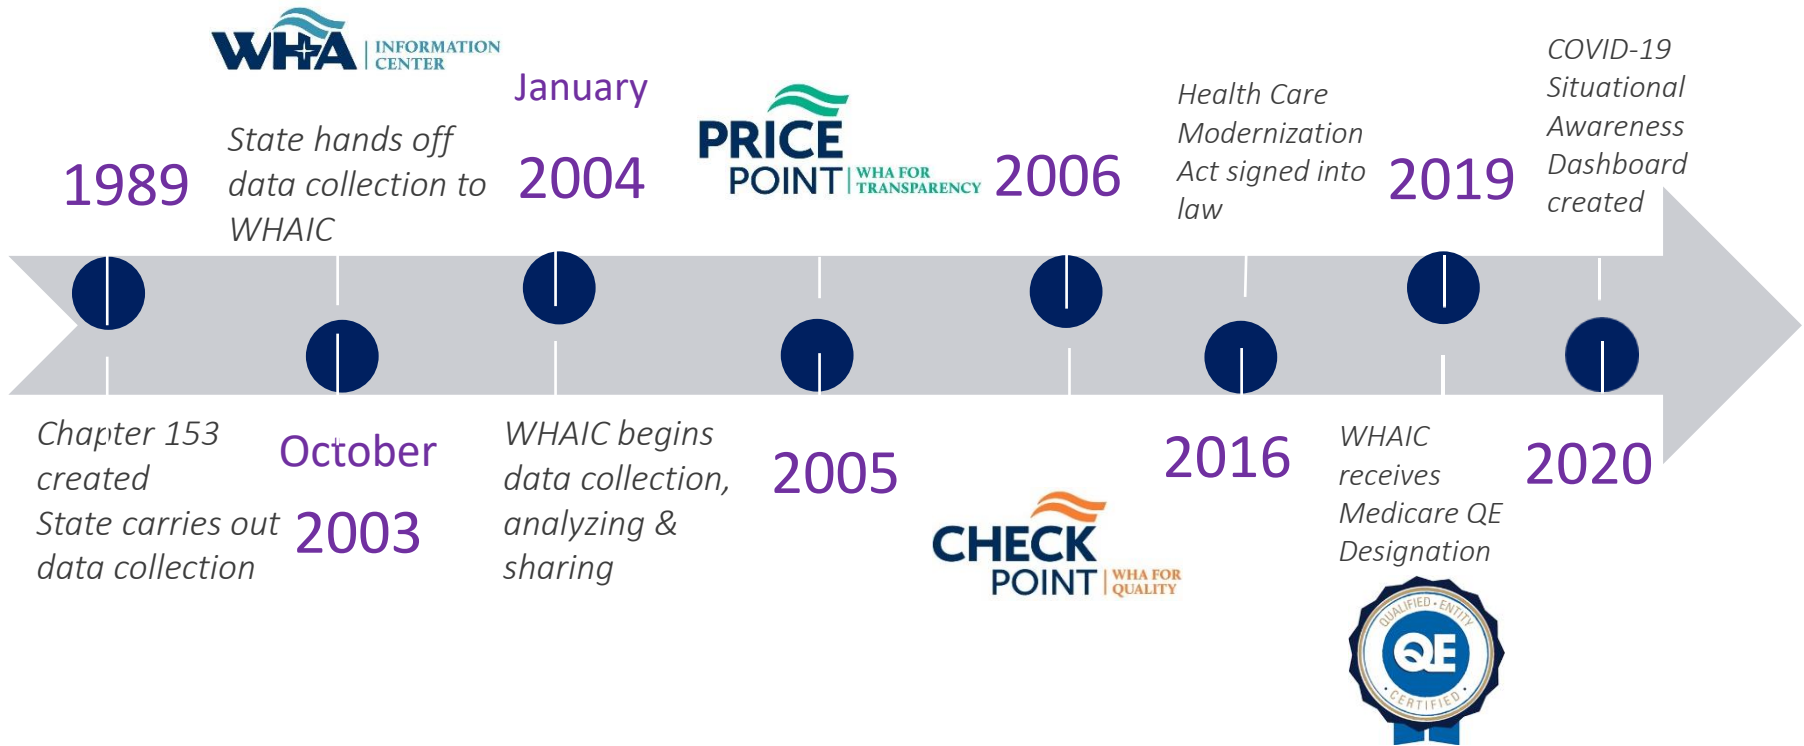 WHA INFORMATION
CENTER
1989
Chapter 153
created
State carries out
data collection
State hands off
data collection to
WHAIC
October
2003
January
2004
WHAIC begins
data collection,
analyzing &
sharing
PRICE
POINT WHA FOR
TRANSPARENCY
2005
2006
CHECK
POINT WHA FOR
QUALITY
Health Care
Modernization
Act signed into
law
2016
2019
WHAIC
receives
Medicare QE
Designation
QUALIFIED • ENTITY
QE
• CERTIFIED •
COVID-19
Situational
Awareness
Dashboard
created
2020